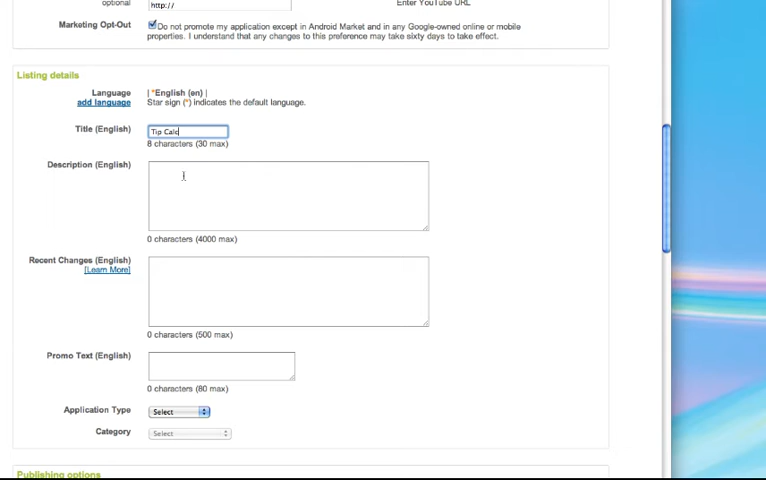 optional
http://
Enter YouTube URL
Marketing Opt-Out
Do not promote my application except in Android Market and in any Google-owned online or mobile
properties. I understand that any changes to this preference may take sixty days to take effect.
Listing details
Language
add language
| *English (en) |
Star sign (*) indicates the default language.
Title (English)
Tip Calc
8 characters (30 max)
Description (English)
0 characters (4000 max)
Recent Changes (English)
[Learn More]
0 characters (500 max)
Promo Text (English)
0 characters (80 max)
Application Type
Select
Category
Select
Publishing options